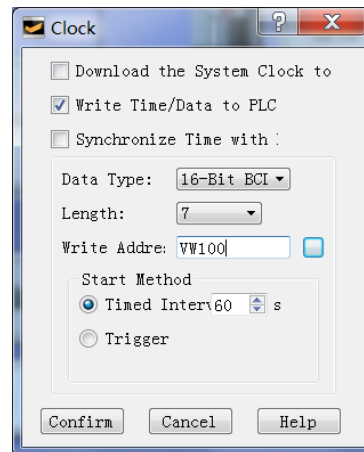 Clock
Download the System Clock to
Write Time/Data to PLC
Synchronize Time with
Data Type: 16-Bit BCD
Length: 7
Write Addre: VW100
Start Method
Timed Interv 60 s
Trigger
Confirm Cancel Help